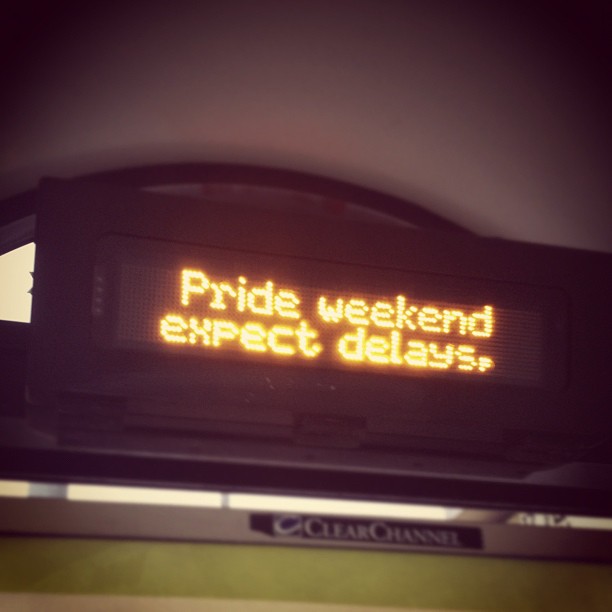 Pride weekend
expect delays,
CLEARCHANNEL